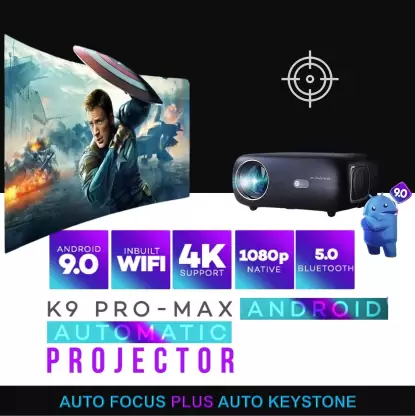 9.0
ANDROID
9.0
INBUILT
WIFI
4K
SUPPORT
1080p
NATIVE
5.0
BLUETOOTH
K9 PRO-MAX ANDROID
AUTOMATIC
PROJECTOR
AUTO FOCUS PLUS AUTO KEYSTONE